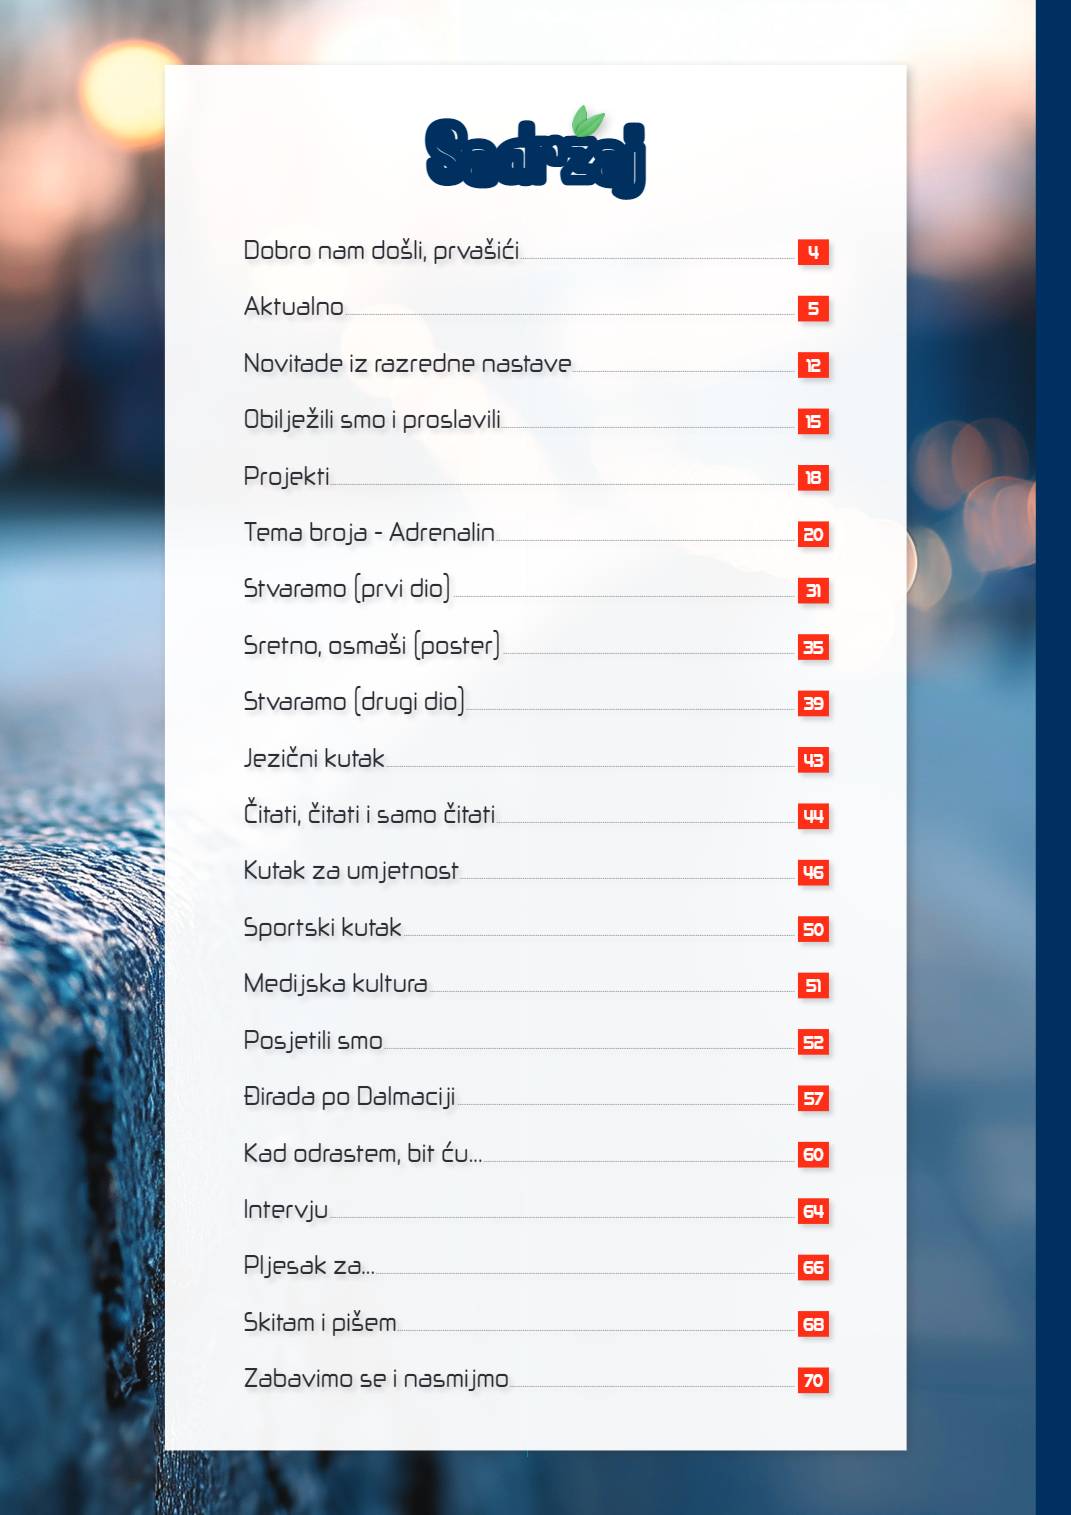 Sadržaj
Dobro nam došli, prvašići 4
Aktualno 5
Novitade iz razredne nastave 12
Obilježili smo i proslavili 15
Projekti 18
Tema broja - Adrenalin 20
Stvaramo (prvi dio) 31
Sretno, osmaši (poster) 35
Stvaramo (drugi dio) 39
Jezični kutak 43
Čitati, čitati i samo čitati 44
Kutak za umjetnost 46
Sportski kutak 50
Medijska kultura 51
Posjetili smo 52
Đirada po Dalmaciji 57
Kad odrastem, bit ću... 60
Intervju 64
Pljesak za... 66
Skitam i pišem 68
Zabavimo se i nasmijmo 70